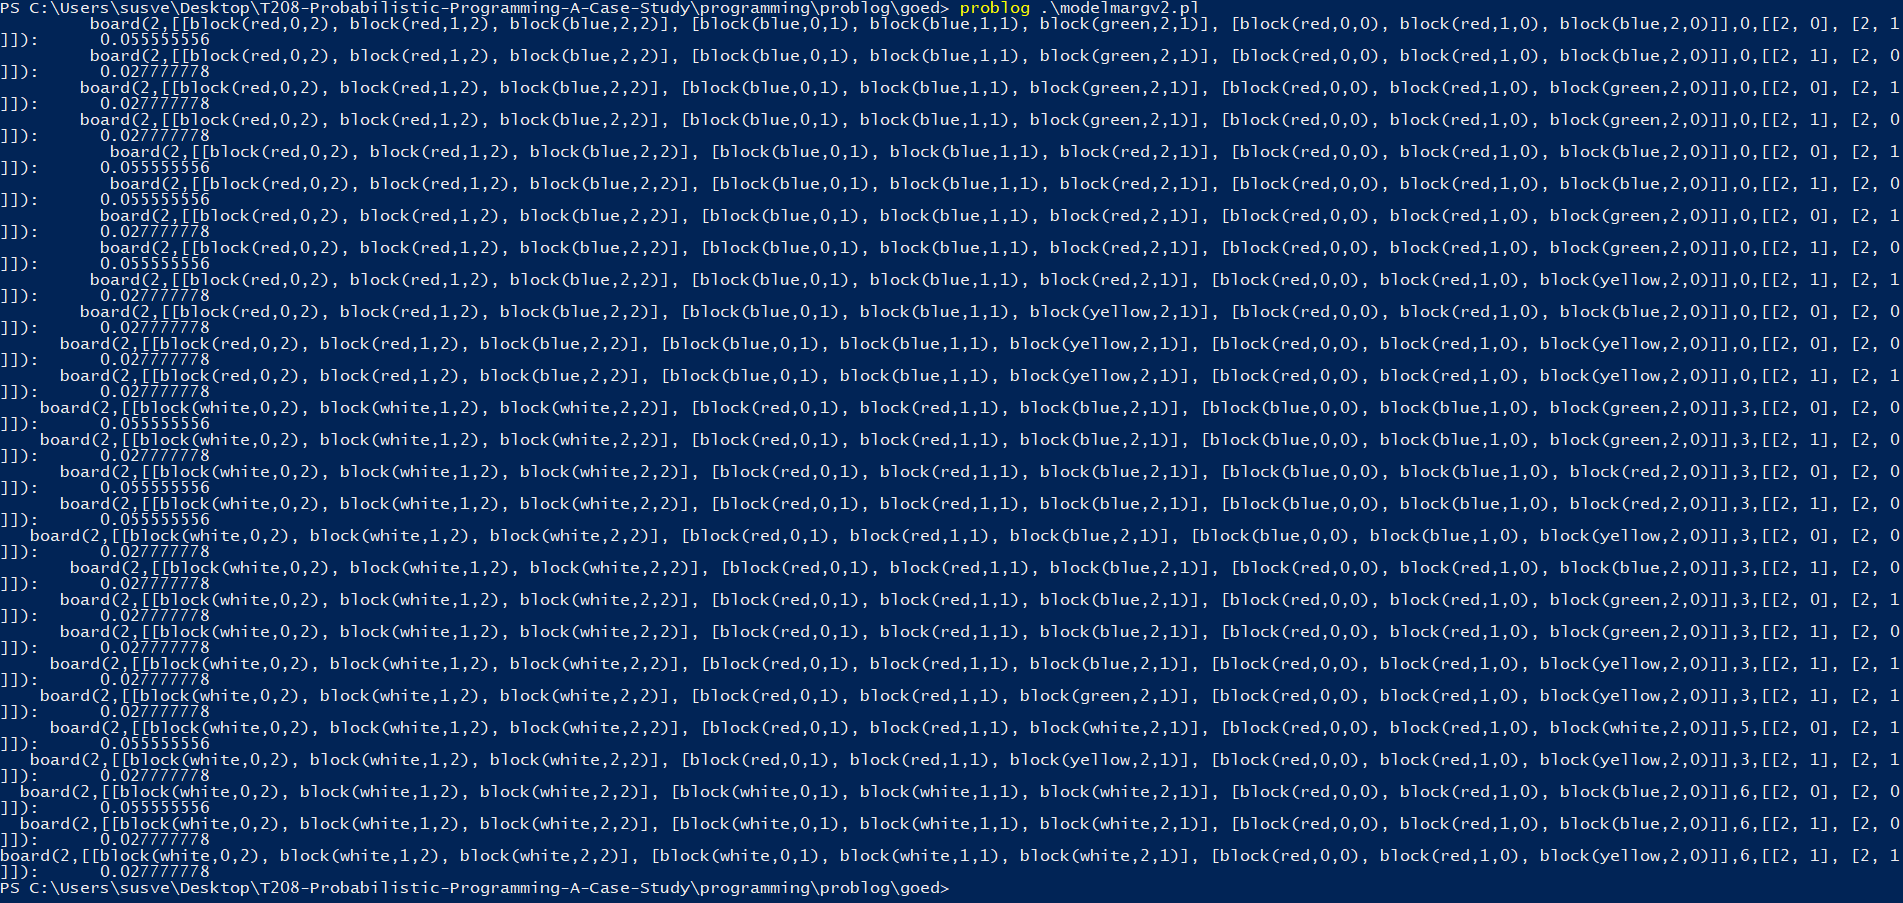 PS C:\Users\susve\Desktop\T208-Probabilistic-Programming-A-Case-Study\programming\problog\goed> problog .\modelmargv2.pl
board(2,[[block(red,0,2), block(red,1,2), block(blue,2,2)], [block(blue,0,1), block(blue,1,1), block(green,2,1)], [block(red,0,0), block(red,1,0), block(blue,2,0)]],0,[[2, 0], [2, 1
]]):      0.055555556
board(2,[[block(red,0,2), block(red,1,2), block(blue,2,2)], [block(blue,0,1), block(blue,1,1), block(green,2,1)], [block(red,0,0), block(red,1,0), block(blue,2,0)]],0,[[2, 1], [2, 0
]]):      0.027777778
board(2,[[block(red,0,2), block(red,1,2), block(blue,2,2)], [block(blue,0,1), block(blue,1,1), block(green,2,1)], [block(red,0,0), block(red,1,0), block(green,2,0)]],0,[[2, 0], [2, 1
]]):      0.027777778
board(2,[[block(red,0,2), block(red,1,2), block(blue,2,2)], [block(blue,0,1), block(blue,1,1), block(green,2,1)], [block(red,0,0), block(red,1,0), block(green,2,0)]],0,[[2, 1], [2, 0
]]):      0.027777778
board(2,[[block(red,0,2), block(red,1,2), block(blue,2,2)], [block(blue,0,1), block(blue,1,1), block(red,2,1)], [block(red,0,0), block(red,1,0), block(blue,2,0)]],0,[[2, 0], [2, 1
]]):      0.055555556
board(2,[[block(red,0,2), block(red,1,2), block(blue,2,2)], [block(blue,0,1), block(blue,1,1), block(red,2,1)], [block(red,0,0), block(red,1,0), block(blue,2,0)]],0,[[2, 1], [2, 0
]]):      0.055555556
board(2,[[block(red,0,2), block(red,1,2), block(blue,2,2)], [block(blue,0,1), block(blue,1,1), block(red,2,1)], [block(red,0,0), block(red,1,0), block(green,2,0)]],0,[[2, 0], [2, 1
]]):      0.027777778
board(2,[[block(red,0,2), block(red,1,2), block(blue,2,2)], [block(blue,0,1), block(blue,1,1), block(red,2,1)], [block(red,0,0), block(red,1,0), block(green,2,0)]],0,[[2, 1], [2, 0
]]):      0.055555556
board(2,[[block(red,0,2), block(red,1,2), block(blue,2,2)], [block(blue,0,1), block(blue,1,1), block(red,2,1)], [block(red,0,0), block(red,1,0), block(yellow,2,0)]],0,[[2, 1], [2, 1
]]):      0.027777778
board(2,[[block(red,0,2), block(red,1,2), block(blue,2,2)], [block(blue,0,1), block(blue,1,1), block(yellow,2,1)], [block(red,0,0), block(red,1,0), block(blue,2,0)]],0,[[2, 0], [2, 0
]]):      0.027777778
board(2,[[block(red,0,2), block(red,1,2), block(blue,2,2)], [block(blue,0,1), block(blue,1,1), block(yellow,2,1)], [block(red,0,0), block(red,1,0), block(yellow,2,0)]],0,[[2, 0], [2, 0
]]):      0.027777778
board(2,[[block(red,0,2), block(red,1,2), block(blue,2,2)], [block(blue,0,1), block(blue,1,1), block(yellow,2,1)], [block(red,0,0), block(red,1,0), block(yellow,2,0)]],0,[[2, 1], [2, 1
]]):      0.027777778
board(2,[[block(white,0,2), block(white,1,2), block(white,2,2)], [block(red,0,1), block(red,1,1), block(blue,2,1)], [block(blue,0,0), block(blue,1,0), block(green,2,0)]],3,[[2, 0], [2, 0
]]):      0.055555556
board(2,[[block(white,0,2), block(white,1,2), block(white,2,2)], [block(red,0,1), block(red,1,1), block(blue,2,1)], [block(blue,0,0), block(blue,1,0), block(green,2,0)]],3,[[2, 1], [2, 0
]]):      0.027777778
board(2,[[block(white,0,2), block(white,1,2), block(white,2,2)], [block(red,0,1), block(red,1,1), block(blue,2,1)], [block(blue,0,0), block(blue,1,0), block(red,2,0)]],3,[[2, 0], [2, 0
]]):      0.055555556
board(2,[[block(white,0,2), block(white,1,2), block(white,2,2)], [block(red,0,1), block(red,1,1), block(blue,2,1)], [block(blue,0,0), block(blue,1,0), block(red,2,0)]],3,[[2, 1], [2, 0
]]):      0.055555556
board(2,[[block(white,0,2), block(white,1,2), block(white,2,2)], [block(red,0,1), block(red,1,1), block(blue,2,1)], [block(blue,0,0), block(blue,1,0), block(yellow,2,0)]],3,[[2, 0], [2, 0
]]):      0.027777778
board(2,[[block(white,0,2), block(white,1,2), block(white,2,2)], [block(red,0,1), block(red,1,1), block(blue,2,1)], [block(red,0,0), block(red,1,0), block(blue,2,0)]],3,[[2, 1], [2, 0
]]):      0.027777778
board(2,[[block(white,0,2), block(white,1,2), block(white,2,2)], [block(red,0,1), block(red,1,1), block(blue,2,1)], [block(red,0,0), block(red,1,0), block(green,2,0)]],3,[[2, 0], [2, 1
]]):      0.027777778
board(2,[[block(white,0,2), block(white,1,2), block(white,2,2)], [block(red,0,1), block(red,1,1), block(blue,2,1)], [block(red,0,0), block(red,1,0), block(green,2,0)]],3,[[2, 1], [2, 0
]]):      0.027777778
board(2,[[block(white,0,2), block(white,1,2), block(white,2,2)], [block(red,0,1), block(red,1,1), block(blue,2,1)], [block(red,0,0), block(red,1,0), block(yellow,2,0)]],3,[[2, 1], [2, 1
]]):      0.027777778
board(2,[[block(white,0,2), block(white,1,2), block(white,2,2)], [block(red,0,1), block(red,1,1), block(green,2,1)], [block(red,0,0), block(red,1,0), block(yellow,2,0)]],3,[[2, 1], [2, 1
]]):      0.027777778
board(2,[[block(white,0,2), block(white,1,2), block(white,2,2)], [block(red,0,1), block(red,1,1), block(white,2,1)], [block(red,0,0), block(red,1,0), block(white,2,0)]],5,[[2, 0], [2, 1
]]):      0.055555556
board(2,[[block(white,0,2), block(white,1,2), block(white,2,2)], [block(red,0,1), block(red,1,1), block(yellow,2,1)], [block(red,0,0), block(red,1,0), block(yellow,2,0)]],3,[[2, 1], [2, 1
]]):      0.027777778
board(2,[[block(white,0,2), block(white,1,2), block(white,2,2)], [block(white,0,1), block(white,1,1), block(white,2,1)], [block(red,0,0), block(red,1,0), block(blue,2,0)]],6,[[2, 0], [2, 0
]]):      0.055555556
board(2,[[block(white,0,2), block(white,1,2), block(white,2,2)], [block(white,0,1), block(white,1,1), block(white,2,1)], [block(red,0,0), block(red,1,0), block(blue,2,0)]],6,[[2, 1], [2, 0
]]):      0.027777778
board(2,[[block(white,0,2), block(white,1,2), block(white,2,2)], [block(white,0,1), block(white,1,1), block(white,2,1)], [block(red,0,0), block(red,1,0), block(yellow,2,0)]],6,[[2, 1], [2, 1
]]):      0.027777778
PS C:\Users\susve\Desktop\T208-Probabilistic-Programming-A-Case-Study\programming\problog\goed>